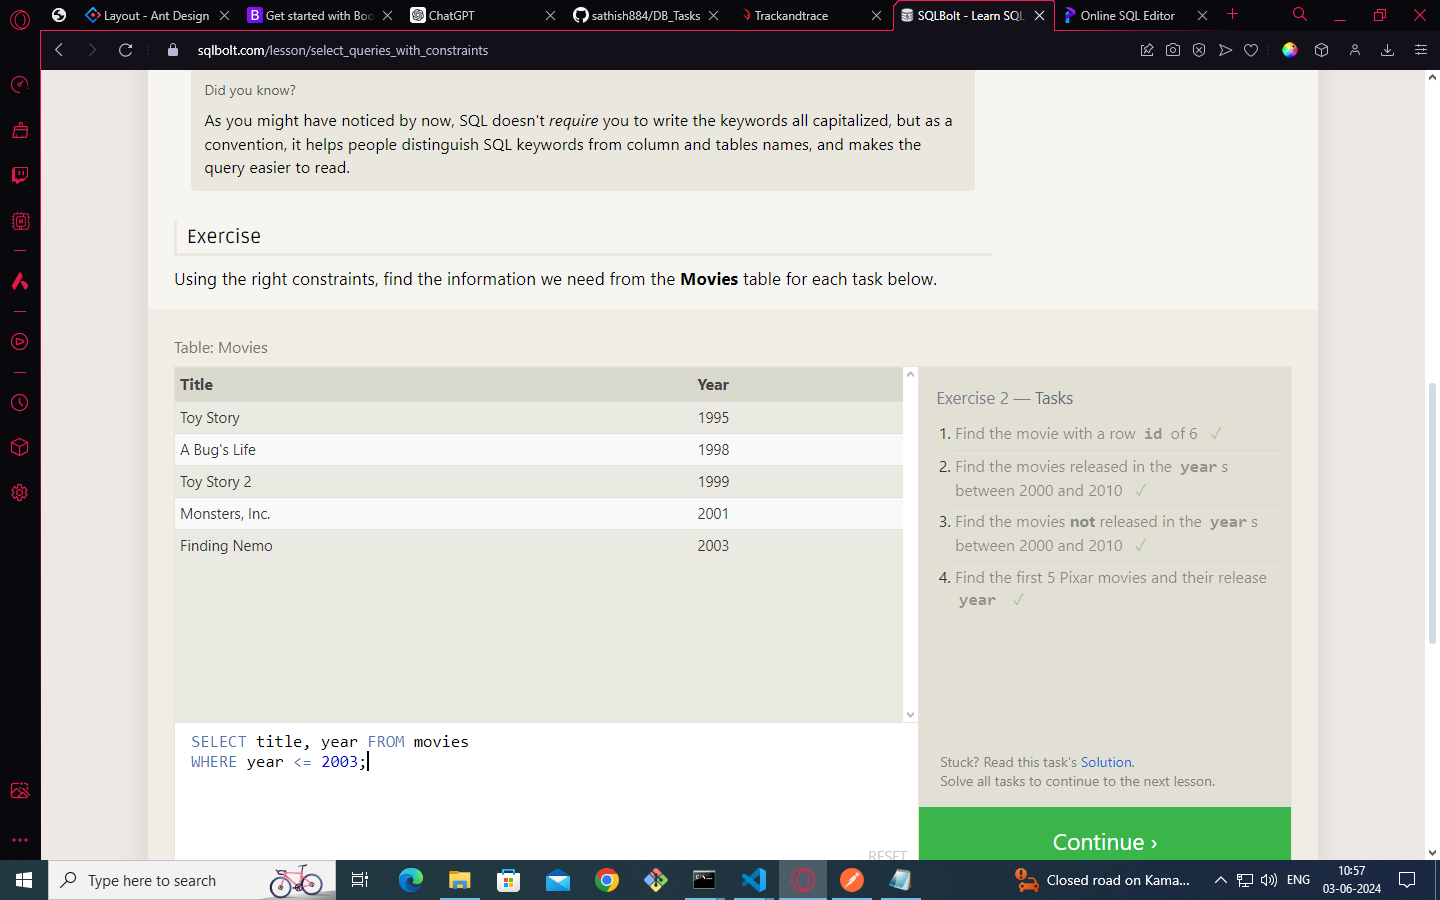 Layout - Ant Design
Get started with Boo
ChatGPT
sathish884/DB_Tasks
Trackandtrace
SQLBolt - Learn SQL
Online SQL Editor
sqlbolt.com/lesson/select_queries_with_constraints
Did you know?
As you might have noticed by now, SQL doesn't require you to write the keywords all capitalized, but as a
convention, it helps people distinguish SQL keywords from column and tables names, and makes the
query easier to read.
Exercise
Using the right constraints, find the information we need from the Movies table for each task below.
Table: Movies
Title Year
Toy Story 1995
A Bug's Life 1998
Toy Story 2 1999
Monsters, Inc. 2001
Finding Nemo 2003
SELECT title, year FROM movies
WHERE year <= 2003;
RESET
Exercise 2 — Tasks
1. Find the movie with a row id of 6 ✓
2. Find the movies released in the years
between 2000 and 2010 ✓
3. Find the movies not released in the years
between 2000 and 2010 ✓
4. Find the first 5 Pixar movies and their release
year ✓
Stuck? Read this task's Solution.
Solve all tasks to continue to the next lesson.
Continue ›
Type here to search
Closed road on Kama...
ENG
10:57
03-06-2024